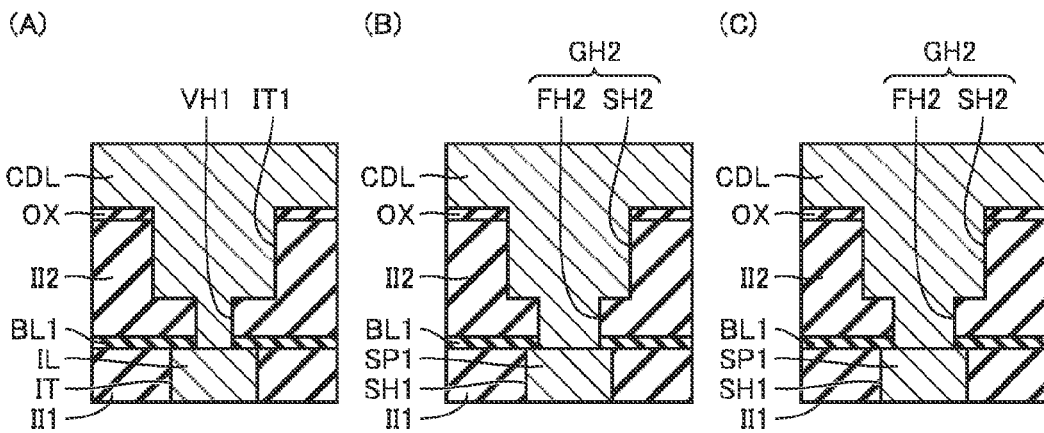 (A)
(B)
(C)
GH2
GH2
VH1 IT1
FH2 SH2
FH2 SH2
CDL
OX
II2
BL1
IL
IT
II1
CDL
OX
II2
BL1
SP1
SH1
II1
CDL
OX
II2
BL1
SP1
SH1
II1